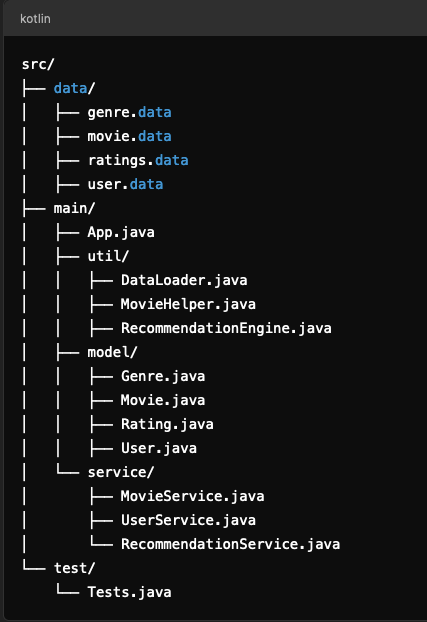 kotlin
src/
├── data/
│   ├── genre.data
│   ├── movie.data
│   ├── ratings.data
│   ├── user.data
├── main/
│   ├── App.java
│   ├── util/
│   │   ├── DataLoader.java
│   │   ├── MovieHelper.java
│   │   ├── RecommendationEngine.java
│   ├── model/
│   │   ├── Genre.java
│   │   ├── Movie.java
│   │   ├── Rating.java
│   │   ├── User.java
│   └── service/
│       ├── MovieService.java
│       ├── UserService.java
│       └── RecommendationService.java
└── test/
    └── Tests.java